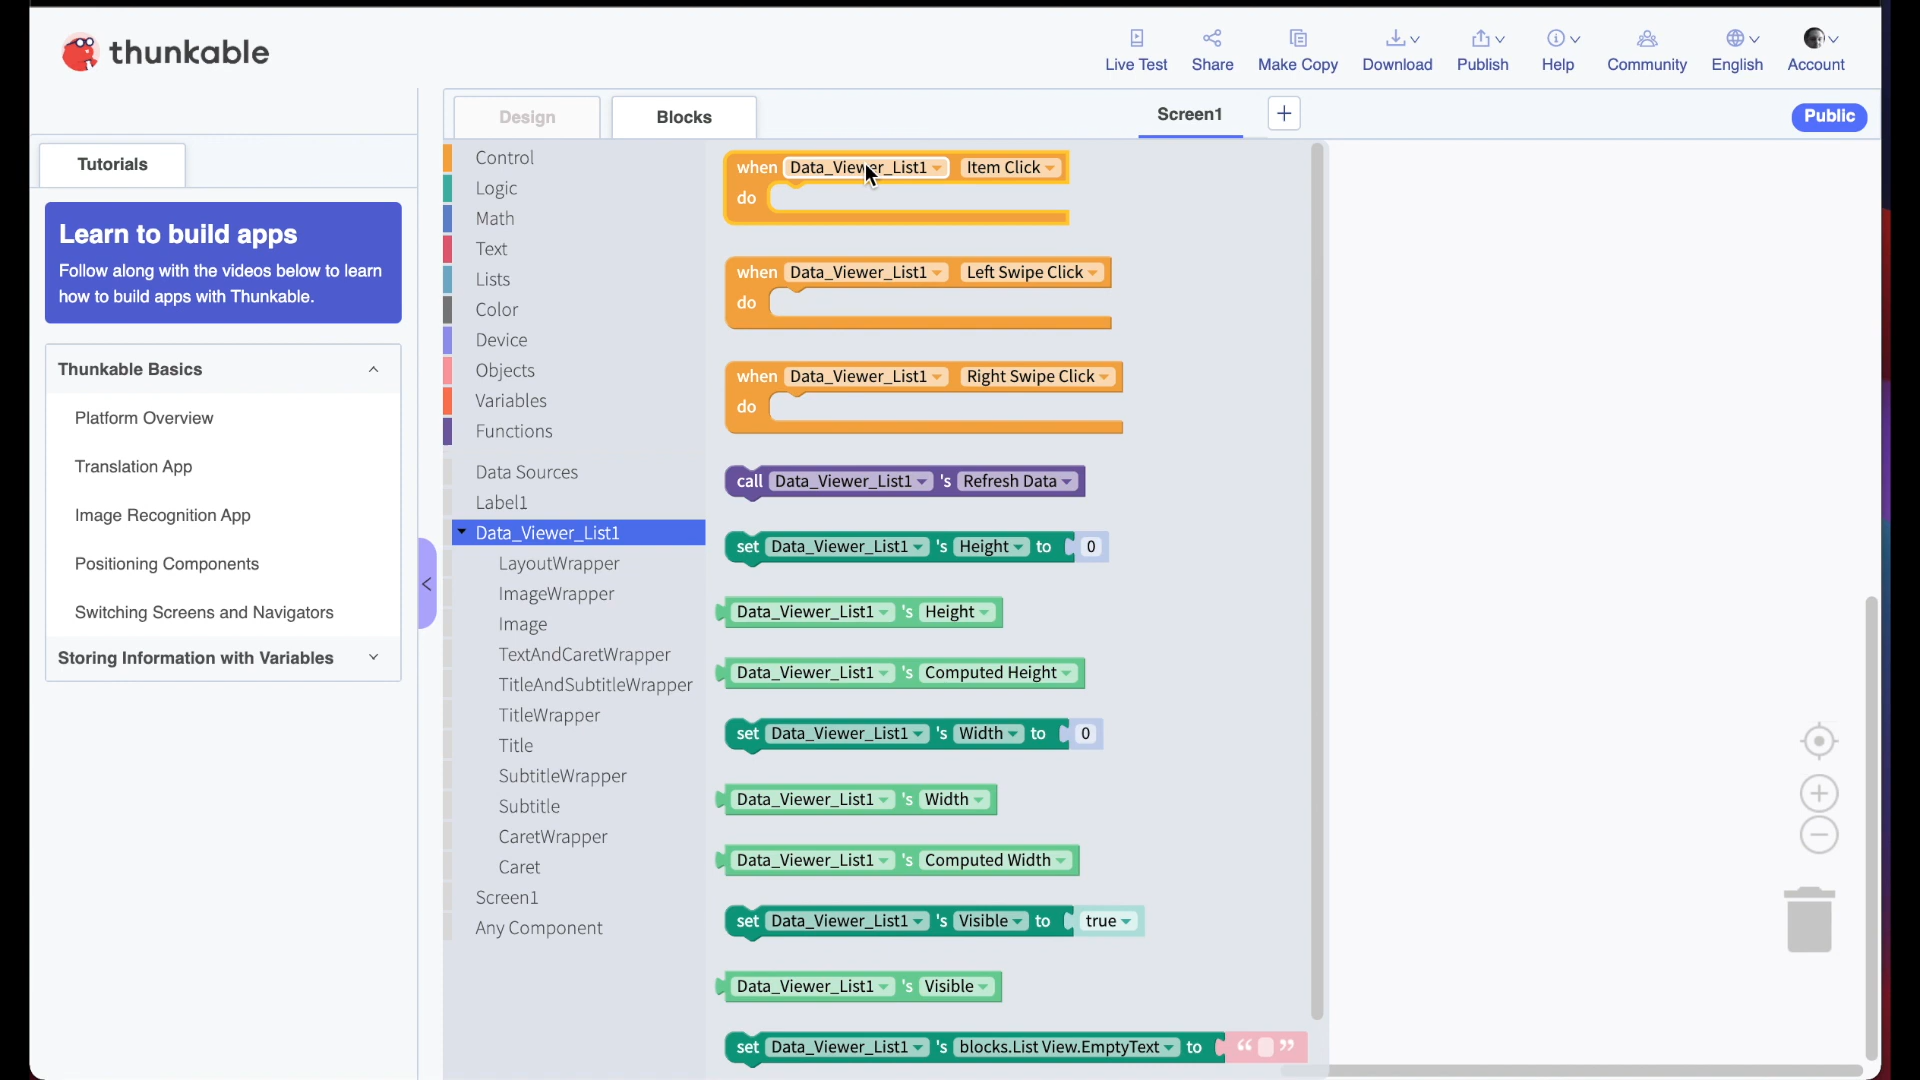 thunkable
Live Test Share Make Copy Download Publish Help Community English Account
Design Blocks Screen1 + Public
Tutorials
Learn to build apps
Follow along with the videos below to learn
how to build apps with Thunkable.
Thunkable Basics
Platform Overview
Translation App
Image Recognition App
Positioning Components
Switching Screens and Navigators
Storing Information with Variables
Control
Logic
Math
Text
Lists
Color
Device
Objects
Variables
Functions
Data Sources
Label1
Data_Viewer_List1
LayoutWrapper
ImageWrapper
Image
TextAndCaretWrapper
TitleAndSubtitleWrapper
TitleWrapper
Title
SubtitleWrapper
Subtitle
CaretWrapper
Caret
Screen1
Any Component
when Data_Viewer_List1 Item Click
do
when Data_Viewer_List1 Left Swipe Click
do
when Data_Viewer_List1 Right Swipe Click
do
call Data_Viewer_List1 's Refresh Data
set Data_Viewer_List1 's Height to 0
Data_Viewer_List1 's Height
Data_Viewer_List1 's Computed Height
set Data_Viewer_List1 's Width to 0
Data_Viewer_List1 's Width
Data_Viewer_List1 's Computed Width
set Data_Viewer_List1 's Visible to true
Data_Viewer_List1 's Visible
set Data_Viewer_List1 's blocks.List View.EmptyText to “ ”